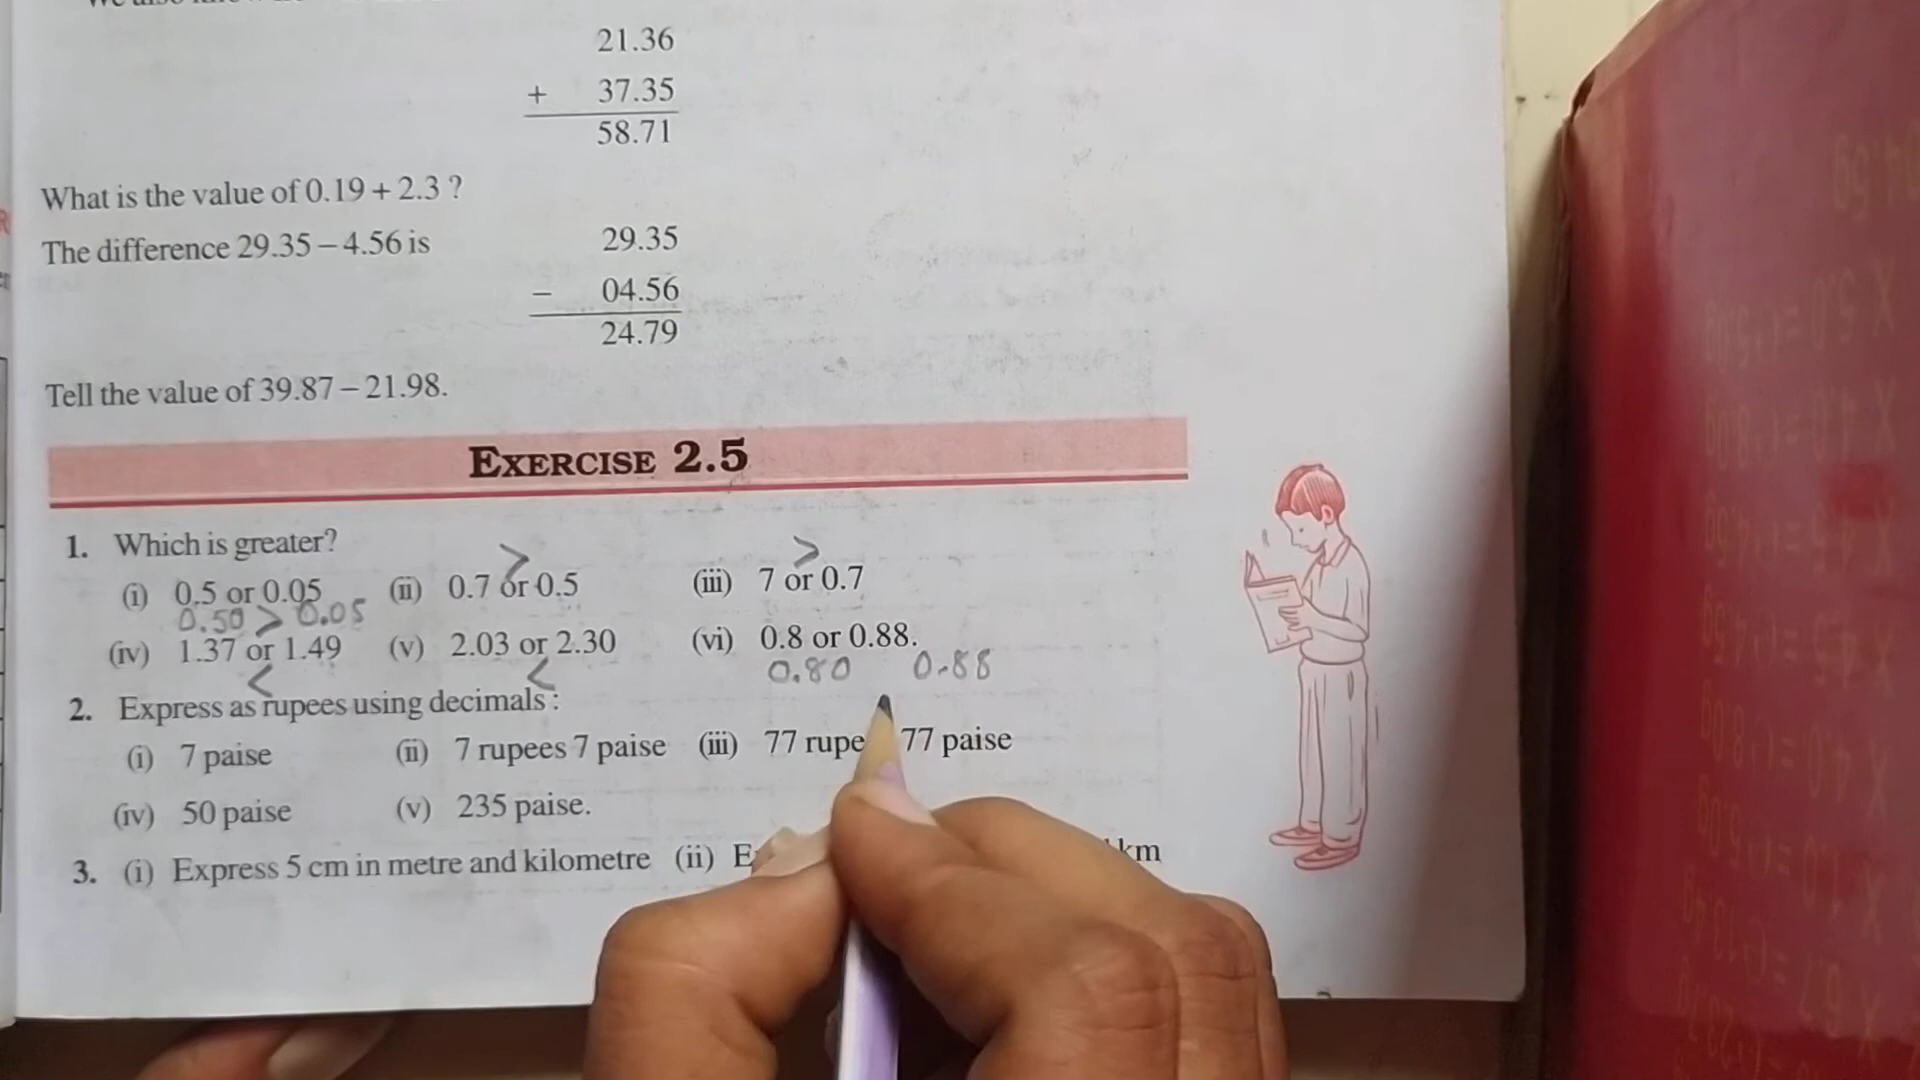 21.36
+ 37.35
58.71
What is the value of 0.19 + 2.3 ?
The difference 29.35 – 4.56 is
29.35
– 04.56
24.79
Tell the value of 39.87 – 21.98.
EXERCISE 2.5
1. Which is greater?
> >
(i) 0.5 or 0.05 (ii) 0.7 or 0.5 (iii) 7 or 0.7
0.50 > 0.05
(iv) 1.37 or 1.49 (v) 2.03 or 2.30 (vi) 0.8 or 0.88.
< < 0.80 0.88
2. Express as rupees using decimals :
(i) 7 paise (ii) 7 rupees 7 paise (iii) 77 rupe 77 paise
(iv) 50 paise (v) 235 paise.
3. (i) Express 5 cm in metre and kilometre (ii) km